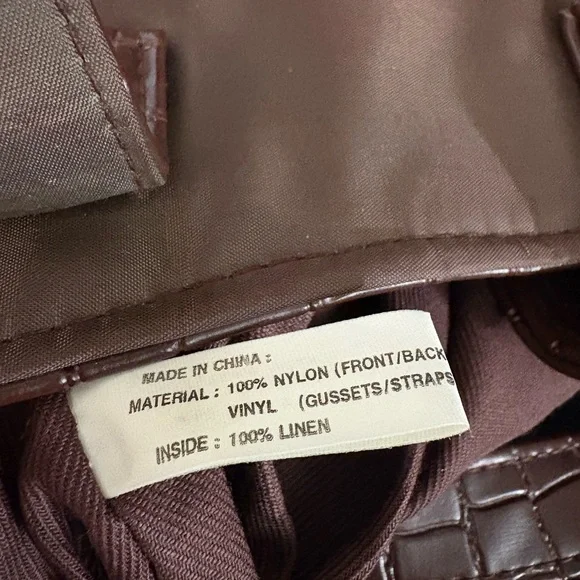 MADE IN CHINA :
MATERIAL : 100% NYLON (FRONT/BACK
VINYL (GUSSETS/STRAPS
INSIDE : 100% LINEN